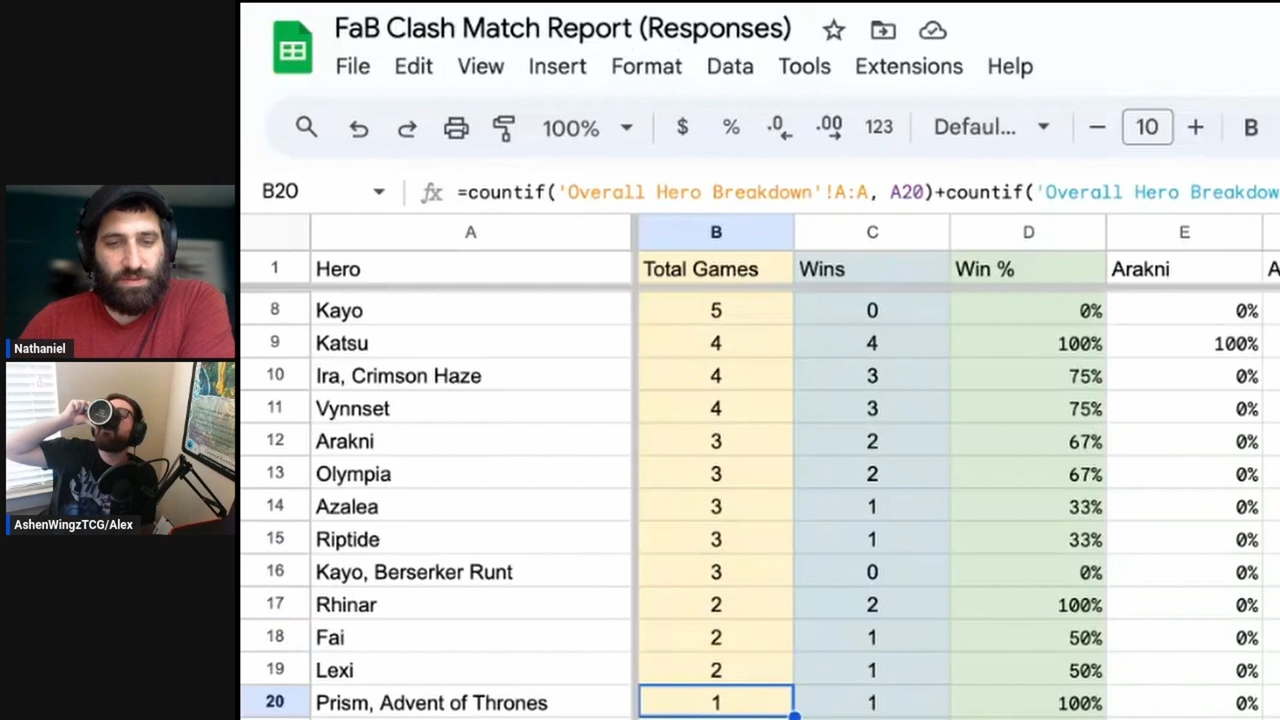 FaB Clash Match Report (Responses)
File Edit View Insert Format Data Tools Extensions Help
100% $ % .0 .00 123 Defaul... 10 B
B20 fx =countif('Overall Hero Breakdown'!A:A, A20)+countif('Overall Hero Breakdow
A B C D E
1 Hero Total Games Wins Win % Arakni A
8 Kayo 5 0 0% 0%
9 Katsu 4 4 100% 100%
10 Ira, Crimson Haze 4 3 75% 0%
11 Vynnset 4 3 75% 0%
12 Arakni 3 2 67% 0%
13 Olympia 3 2 67% 0%
14 Azalea 3 1 33% 0%
15 Riptide 3 1 33% 0%
16 Kayo, Berserker Runt 3 0 0% 0%
17 Rhinar 2 2 100% 0%
18 Fai 2 1 50% 0%
19 Lexi 2 1 50% 0%
20 Prism, Advent of Thrones 1 1 100% 0%
Nathaniel
AshenWingzTCG/Alex